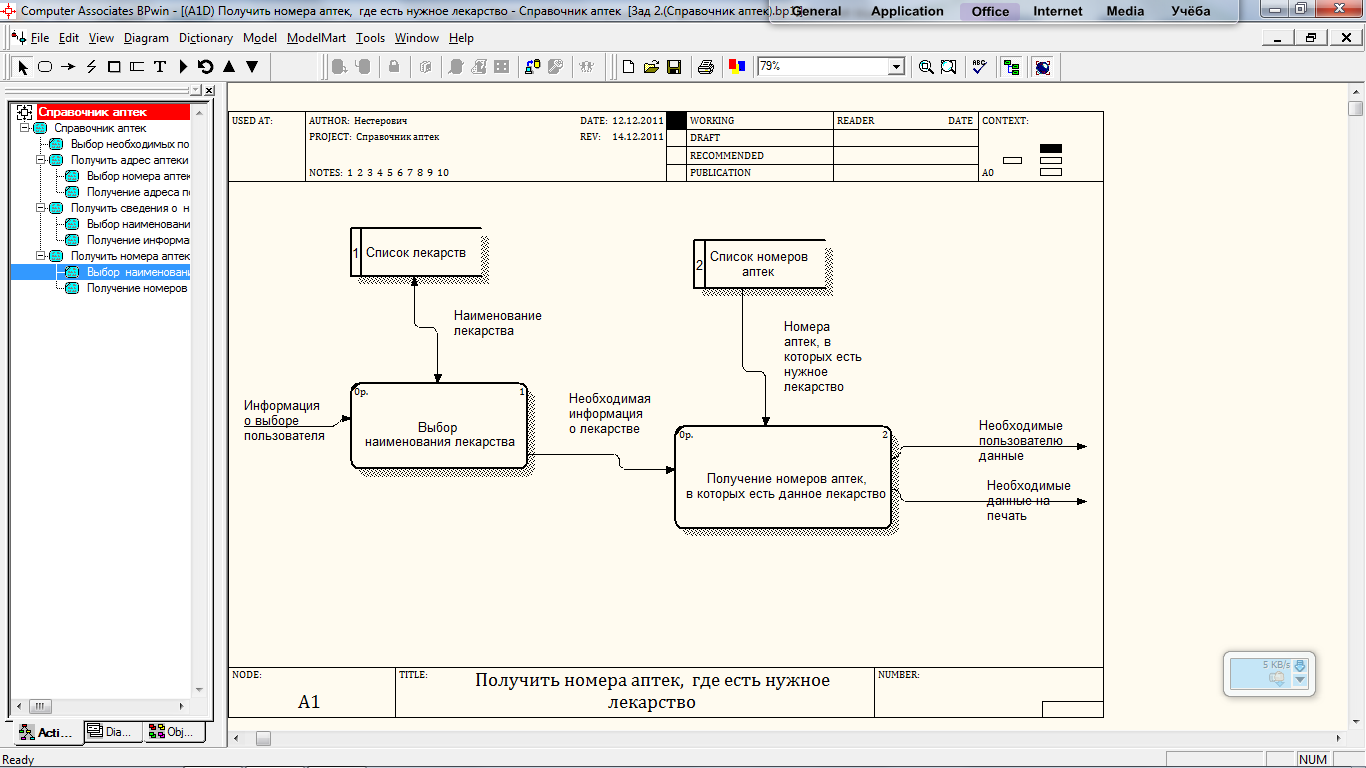 Computer Associates BPwin - [(A1D) Получить номера аптек, где есть нужное лекарство - Справочник аптек [Зад 2.(Справочник аптек).bp1]
General Application Office Internet Media Учёба
File Edit View Diagram Dictionary Model ModelMart Tools Window Help
79%
ABC
Справочник аптек
Справочник аптек
Выбор необходимых по
Получить адрес аптеки
Выбор номера аптек
Получение адреса по
Получить сведения о н
Выбор наименовани
Получение информа
Получить номера аптек
Выбор наименовани
Получение номеров
Acti...
Dia...
Obj...
USED AT:
AUTHOR: Нестерович
DATE: 12.12.2011
PROJECT: Справочник аптек
REV: 14.12.2011
NOTES: 1 2 3 4 5 6 7 8 9 10
WORKING
DRAFT
RECOMMENDED
PUBLICATION
READER
DATE
CONTEXT:
A0
1
Список лекарств
2
Список номеров
аптек
Наименование
лекарства
Номера
аптек, в
которых есть
нужное
лекарство
Информация
о выборе
пользователя
0р.
1
Выбор
наименования лекарства
Необходимая
информация
о лекарстве
0р.
2
Получение номеров аптек,
в которых есть данное лекарство
Необходимые
пользователю
данные
Необходимые
данные на
печать
NODE:
A1
TITLE:
Получить номера аптек, где есть нужное
лекарство
NUMBER:
5 KB/s
Ready
NUM